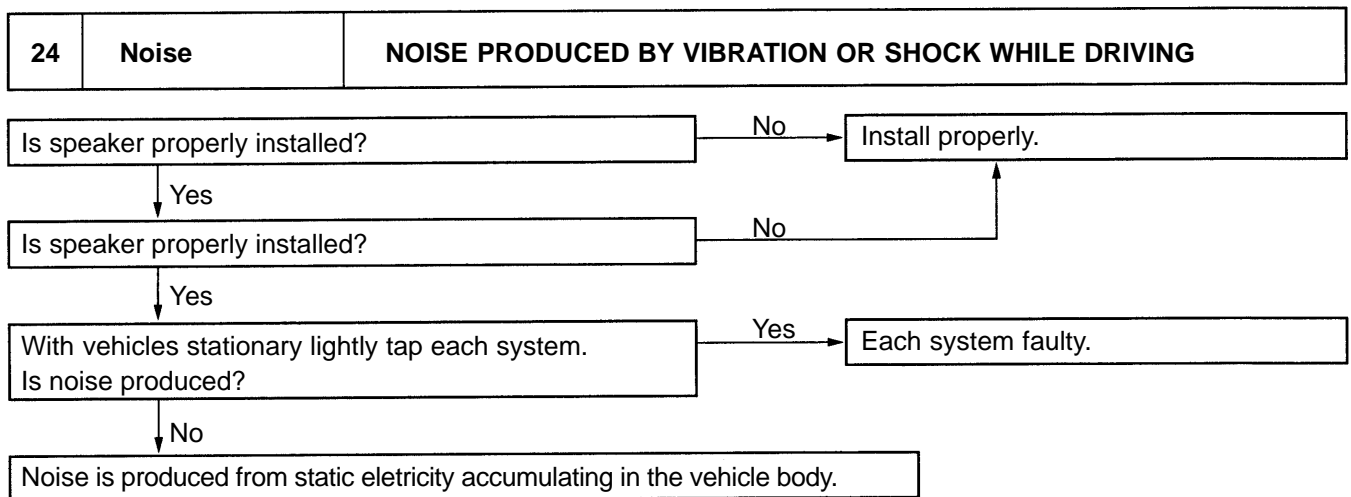 24 Noise NOISE PRODUCED BY VIBRATION OR SHOCK WHILE DRIVING
Is speaker properly installed?
No
Install properly.
Yes
Is speaker properly installed?
No
Yes
With vehicles stationary lightly tap each system.
Is noise produced?
Yes
Each system faulty.
No
Noise is produced from static eletricity accumulating in the vehicle body.